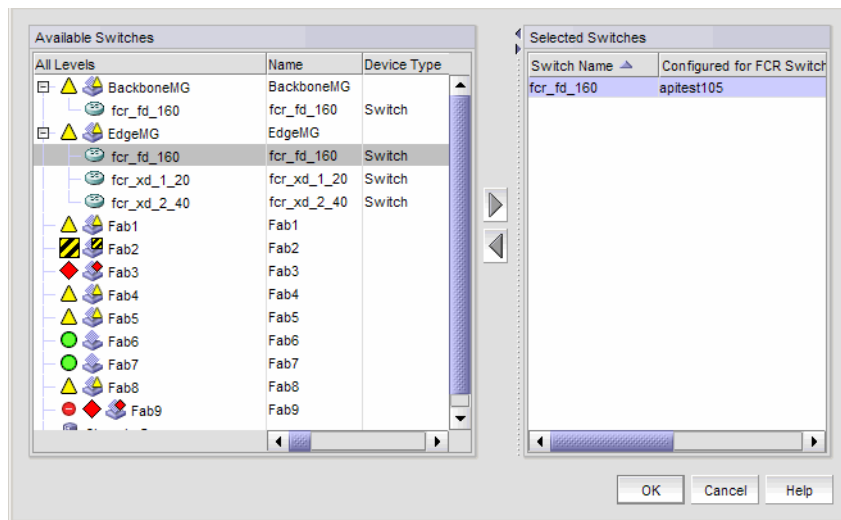 Available Switches
All Levels Name Device Type
BackboneMG BackboneMG
fcr_fd_160 fcr_fd_160 Switch
EdgeMG EdgeMG
fcr_fd_160 fcr_fd_160 Switch
fcr_xd_1_20 fcr_xd_1_20 Switch
fcr_xd_2_40 fcr_xd_2_40 Switch
Fab1 Fab1
Fab2 Fab2
Fab3 Fab3
Fab4 Fab4
Fab5 Fab5
Fab6 Fab6
Fab7 Fab7
Fab8 Fab8
Fab9 Fab9
Selected Switches
Switch Name Configured for FCR Switch
fcr_fd_160 apitest105
OK Cancel Help